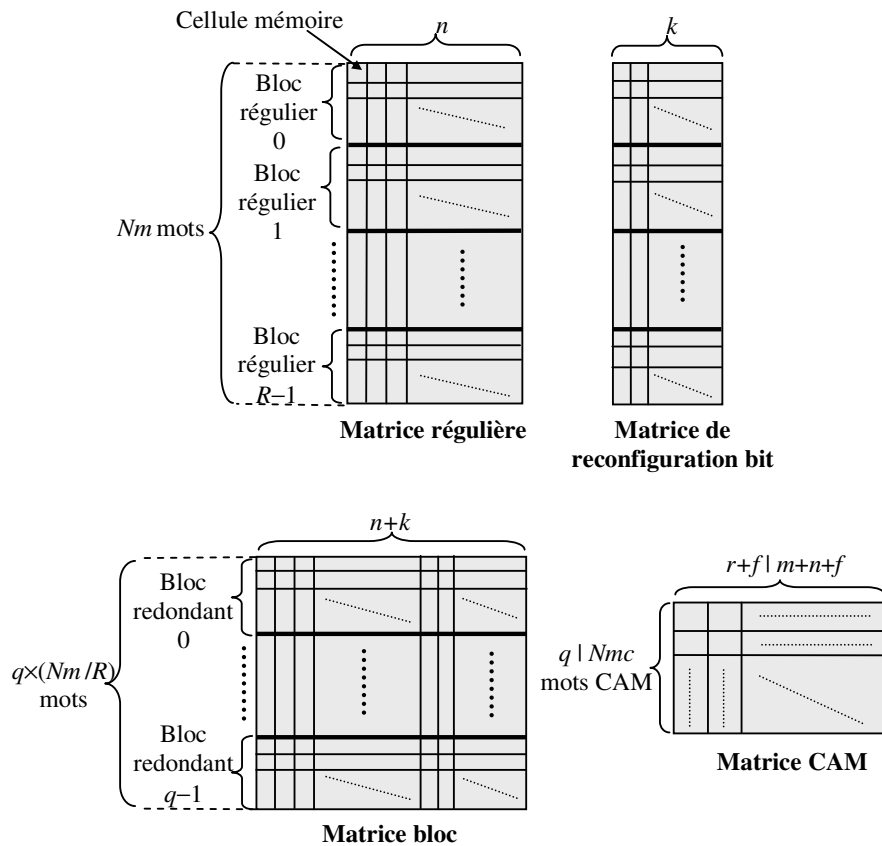 Cellule mémoire
n
k
Bloc
régulier
0
Bloc
régulier
1
Nm mots
Bloc
régulier
R–1
Matrice régulière
Matrice de
reconfiguration bit
n+k
Bloc
redondant
0
q×(Nm/R)
mots
Bloc
redondant
q–1
Matrice bloc
r+f | m+n+f
q | Nmc
mots CAM
Matrice CAM